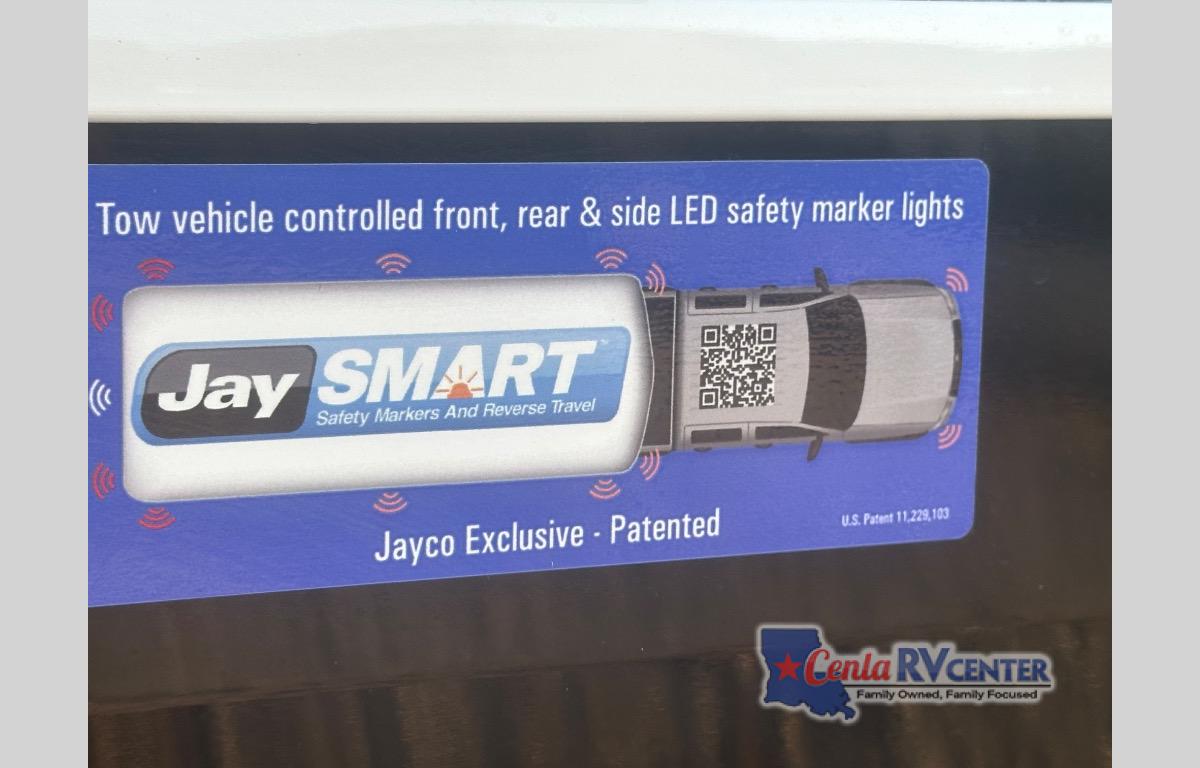 Tow vehicle controlled front, rear & side LED safety marker lights
Jay SMART™
Safety Markers And Reverse Travel
Jayco Exclusive - Patented
U.S. Patent 11,229,103
Cenla RV CENTER
Family Owned, Family Focused